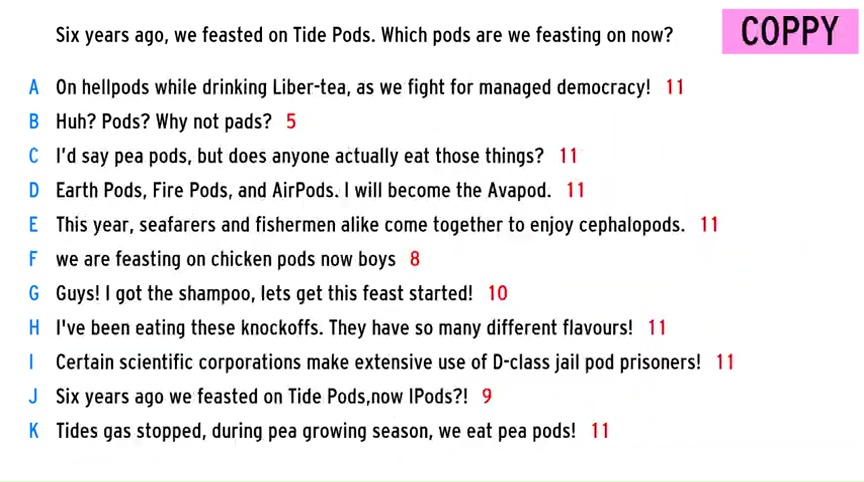 Six years ago, we feasted on Tide Pods. Which pods are we feasting on now?
COPPY
A On hellpods while drinking Liber-tea, as we fight for managed democracy! 11
B Huh? Pods? Why not pads? 5
C I'd say pea pods, but does anyone actually eat those things? 11
D Earth Pods, Fire Pods, and AirPods. I will become the Avapod. 11
E This year, seafarers and fishermen alike come together to enjoy cephalopods. 11
F we are feasting on chicken pods now boys 8
G Guys! I got the shampoo, lets get this feast started! 10
H I've been eating these knockoffs. They have so many different flavours! 11
I Certain scientific corporations make extensive use of D-class jail pod prisoners! 11
J Six years ago we feasted on Tide Pods,now IPods?! 9
K Tides gas stopped, during pea growing season, we eat pea pods! 11